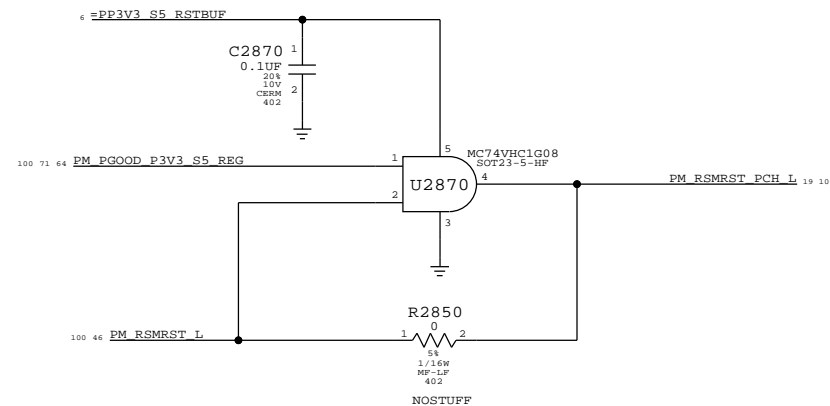 6 =PP3V3_S5_RSTBUF
C2870 1
0.1UF
20%
10V
CERM 2
402
100 71 64 PM_PGOOD_P3V3_S5_REG
1
5
MC74VHC1G08
SOT23-5-HF
U2870
4
PM_RSMRST_PCH_L 19 10
2
3
R2850
0
100 46 PM_RSMRST_L
1
2
5%
1/16W
MF-LF
402
NOSTUFF